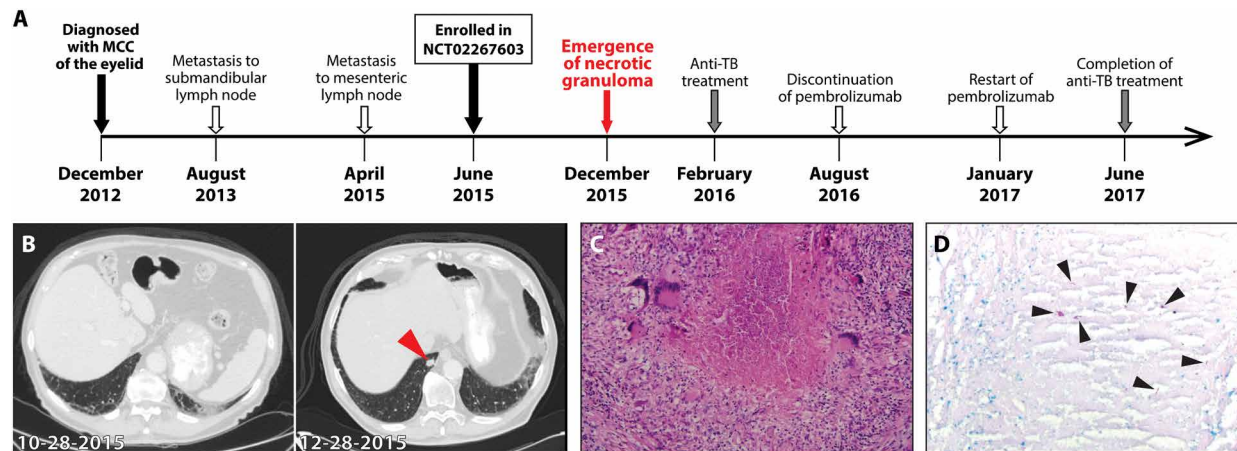 A
Diagnosed
with MCC
of the eyelid
Metastasis to
submandibular
lymph node
Metastasis
to mesenteric
lymph node
Enrolled in
NCT02267603
Emergence
of necrotic
granuloma
Anti-TB
treatment
Discontinuation
of pembrolizumab
Restart of
pembrolizumab
Completion of
anti-TB treatment
December
2012
August
2013
April
2015
June
2015
December
2015
February
2016
August
2016
January
2017
June
2017
B
10-28-2015
12-28-2015
C
D